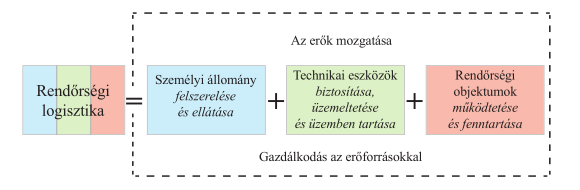 Az erők mozgatása
Rendőrségi
logisztika
=
Személyi állomány
felszerelése
és ellátása
+
Technikai eszközök
biztosítása,
üzemeltetése
és üzemben tartása
+
Rendőrségi
objektumok
működtetése
és fenntartása
Gazdálkodás az erőforrásokkal